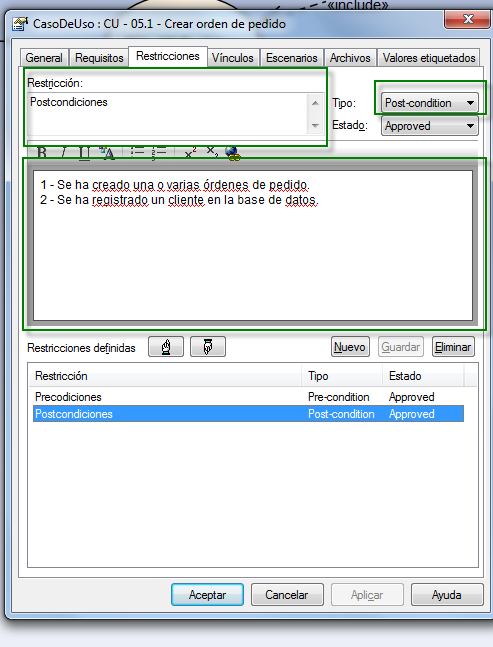 «include»
CasoDeUso : CU - 05.1 - Crear orden de pedido
General Requisitos Restricciones Vínculos Escenarios Archivos Valores etiquetados
Restricción:
Postcondiciones
Tipo: Post-condition
Estado: Approved
B I U A x² x₂
1 - Se ha creado una o varias órdenes de pedido.
2 - Se ha registrado un cliente en la base de datos.
Restricciones definidas Nuevo Guardar Eliminar
Restricción Tipo Estado
Precodiciones Pre-condition Approved
Postcondiciones Post-condition Approved
Aceptar Cancelar Aplicar Ayuda